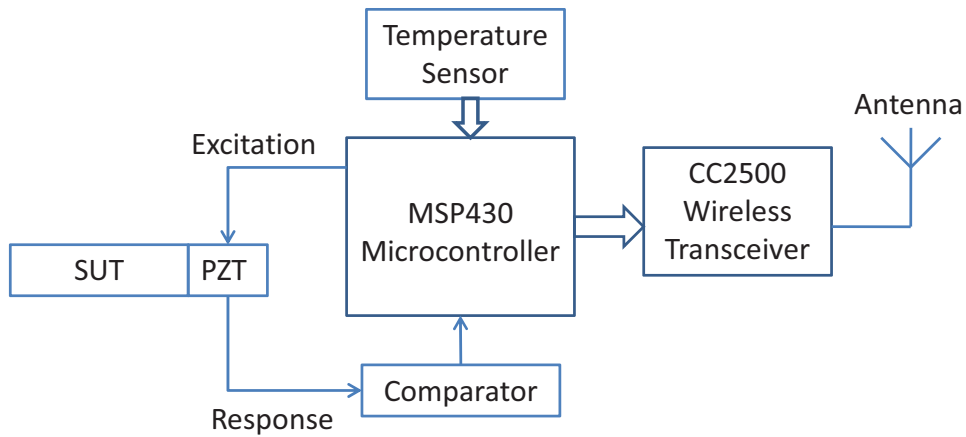 Temperature
Sensor
Antenna
Excitation
MSP430
Microcontroller
CC2500
Wireless
Transceiver
SUT
PZT
Comparator
Response